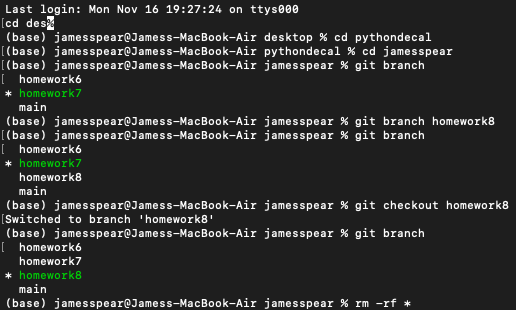 Last login: Mon Nov 16 19:27:24 on ttys000
cd des%
(base) jamesspear@Jamess-MacBook-Air desktop % cd pythondecal
[(base) jamesspear@Jamess-MacBook-Air pythondecal % cd jamesspear
[(base) jamesspear@Jamess-MacBook-Air jamesspear % git branch
[ homework6
* homework7
main
(base) jamesspear@Jamess-MacBook-Air jamesspear % git branch homework8
[(base) jamesspear@Jamess-MacBook-Air jamesspear % git branch
[ homework6
* homework7
homework8
main
(base) jamesspear@Jamess-MacBook-Air jamesspear % git checkout homework8
[Switched to branch 'homework8'
(base) jamesspear@Jamess-MacBook-Air jamesspear % git branch
[ homework6
homework7
* homework8
main
(base) jamesspear@Jamess-MacBook-Air jamesspear % rm -rf *